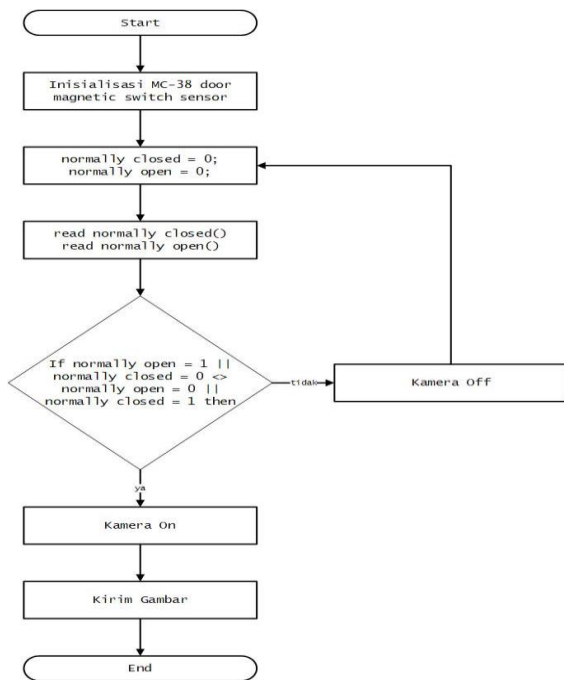 Start
Inisialisasi MC-38 door
magnetic switch sensor
normally closed = 0;
normally open = 0;
read normally closed()
read normally open()
If normally open = 1 ||
normally closed = 0 <>
normally open = 0 ||
normally closed = 1 then
tidak
Kamera Off
ya
Kamera On
Kirim Gambar
End